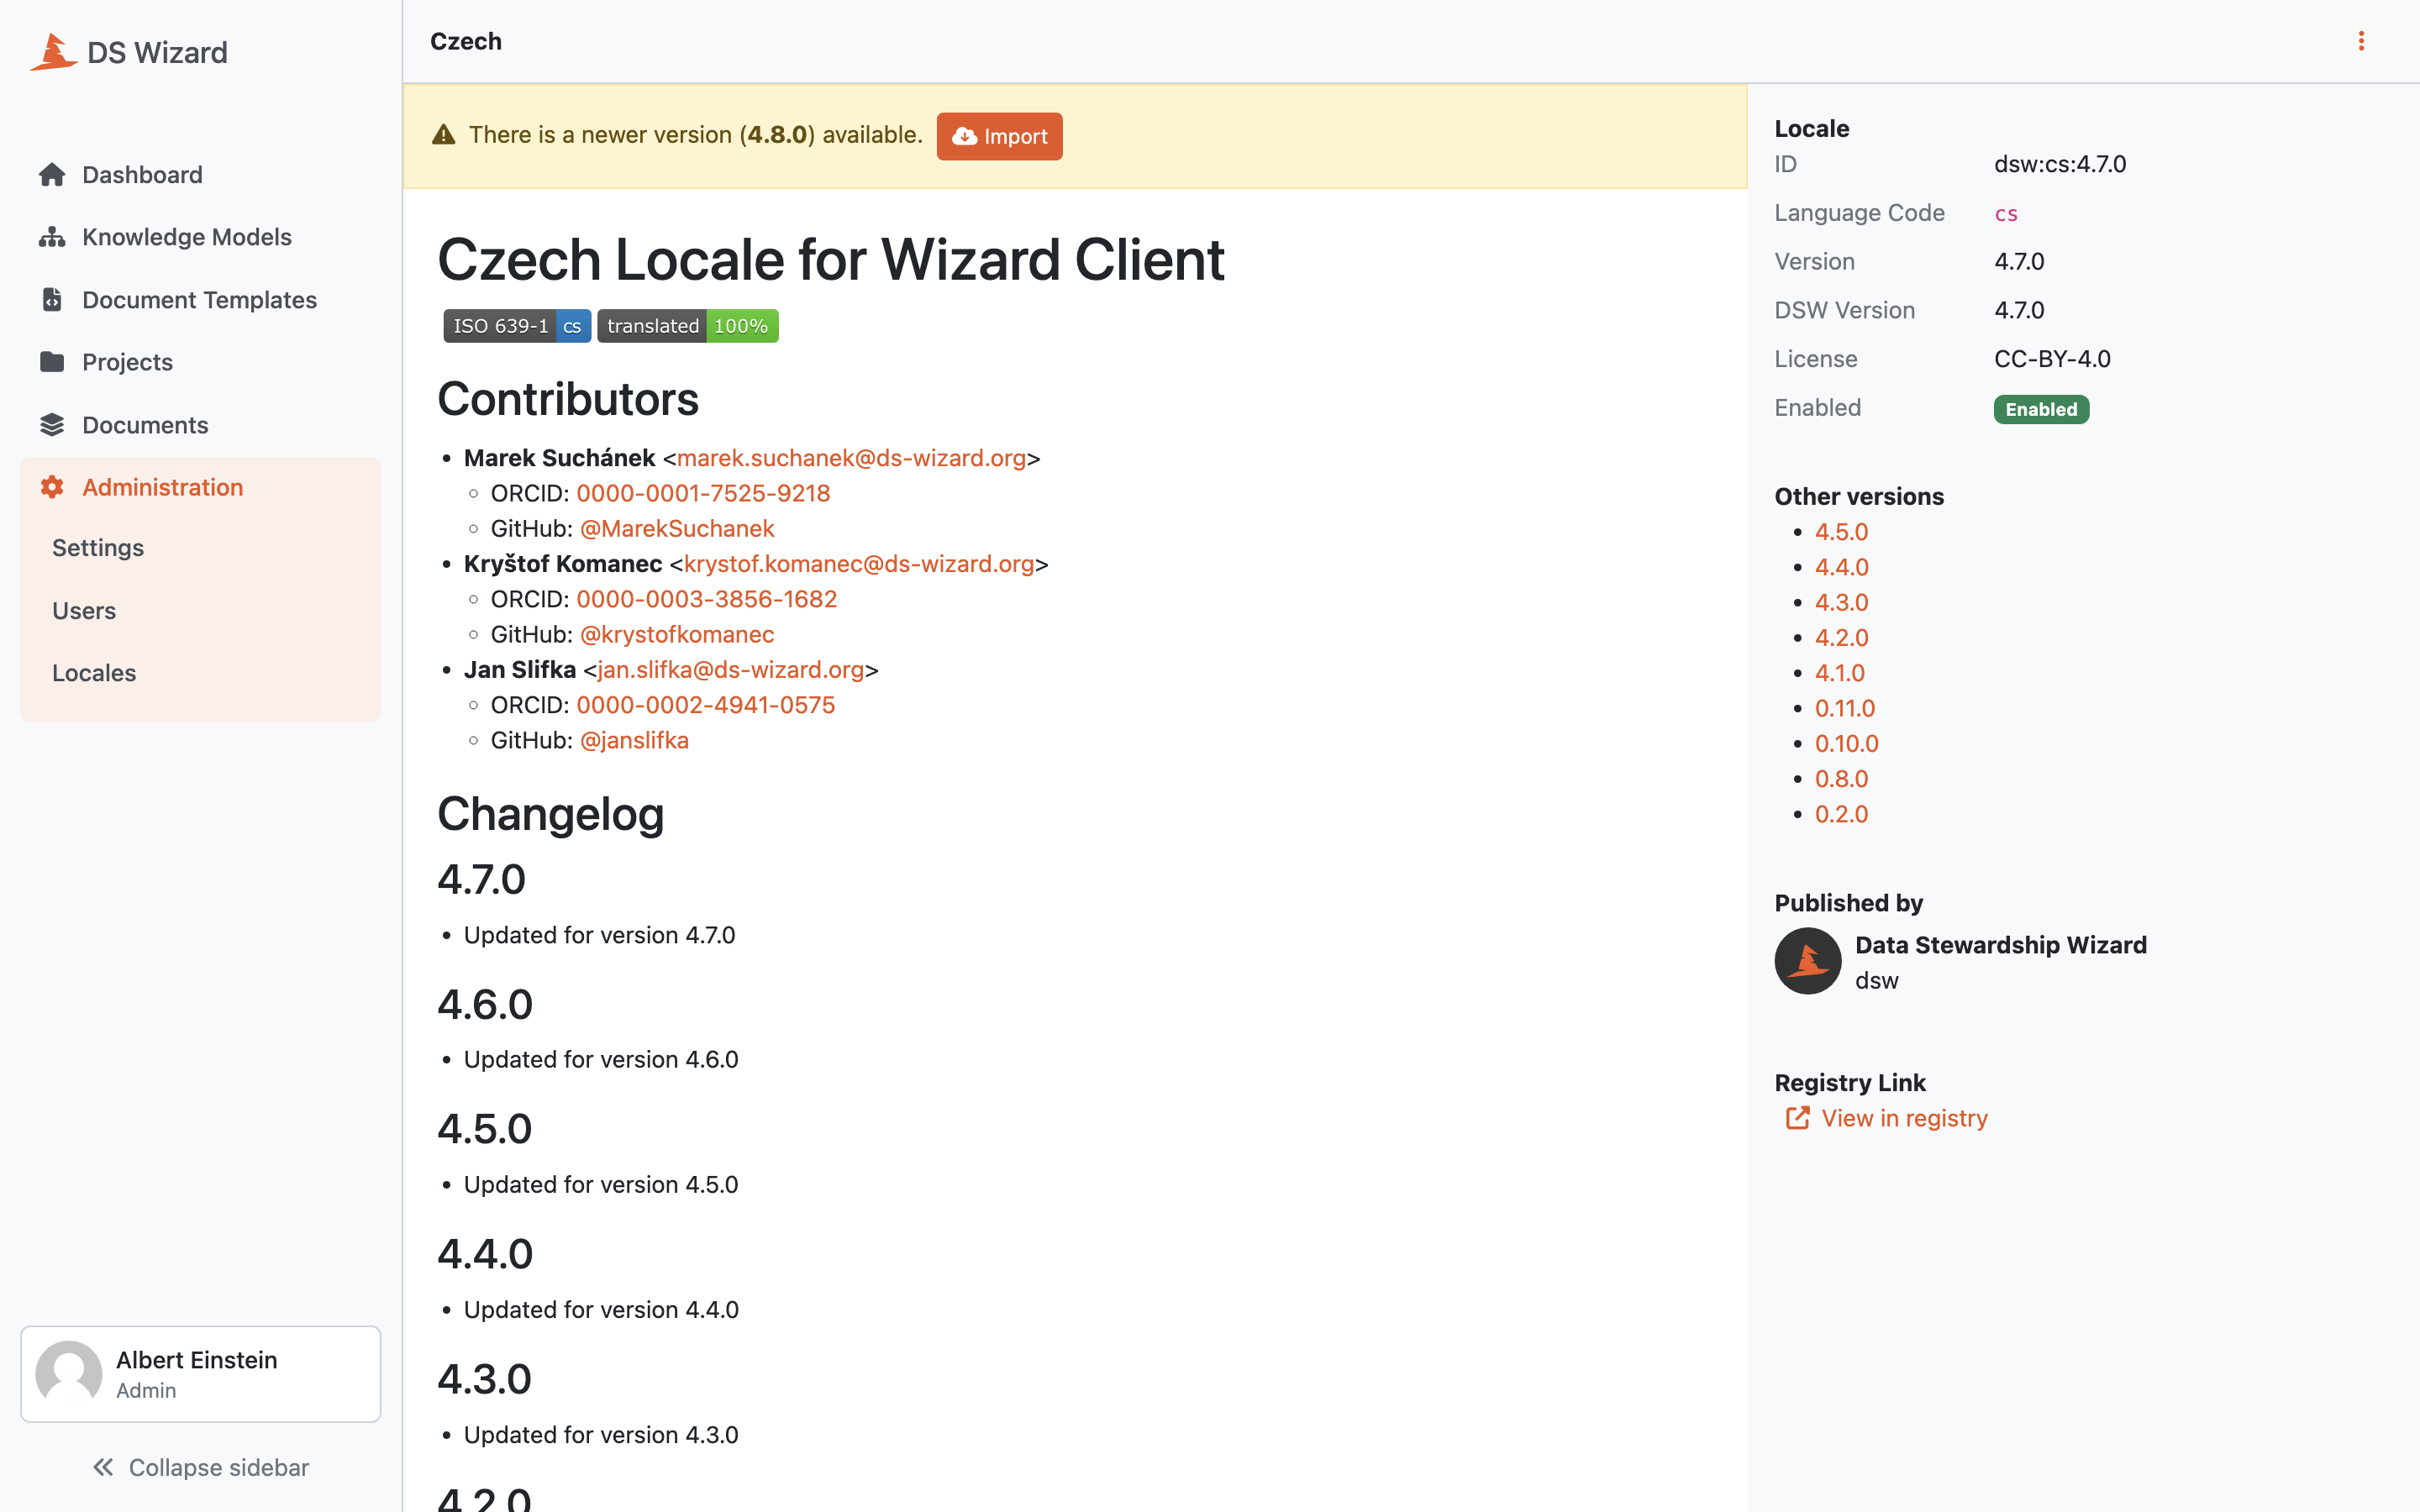 DS Wizard
Dashboard
Knowledge Models
Document Templates
Projects
Documents
Administration
Settings
Users
Locales
Albert Einstein
Admin
Collapse sidebar
Czech
There is a newer version (4.8.0) available. Import
Czech Locale for Wizard Client
ISO 639-1 cs translated 100%
Contributors
• Marek Suchánek <marek.suchanek@ds-wizard.org>
◦ ORCID: 0000-0001-7525-9218
◦ GitHub: @MarekSuchanek
• Kryštof Komanec <krystof.komanec@ds-wizard.org>
◦ ORCID: 0000-0003-3856-1682
◦ GitHub: @krystofkomanec
• Jan Slifka <jan.slifka@ds-wizard.org>
◦ ORCID: 0000-0002-4941-0575
◦ GitHub: @janslifka
Changelog
4.7.0
• Updated for version 4.7.0
4.6.0
• Updated for version 4.6.0
4.5.0
• Updated for version 4.5.0
4.4.0
• Updated for version 4.4.0
4.3.0
• Updated for version 4.3.0
4.2.0
Locale
ID dsw:cs:4.7.0
Language Code cs
Version 4.7.0
DSW Version 4.7.0
License CC-BY-4.0
Enabled Enabled
Other versions
• 4.5.0
• 4.4.0
• 4.3.0
• 4.2.0
• 4.1.0
• 0.11.0
• 0.10.0
• 0.8.0
• 0.2.0
Published by
Data Stewardship Wizard
dsw
Registry Link
View in registry